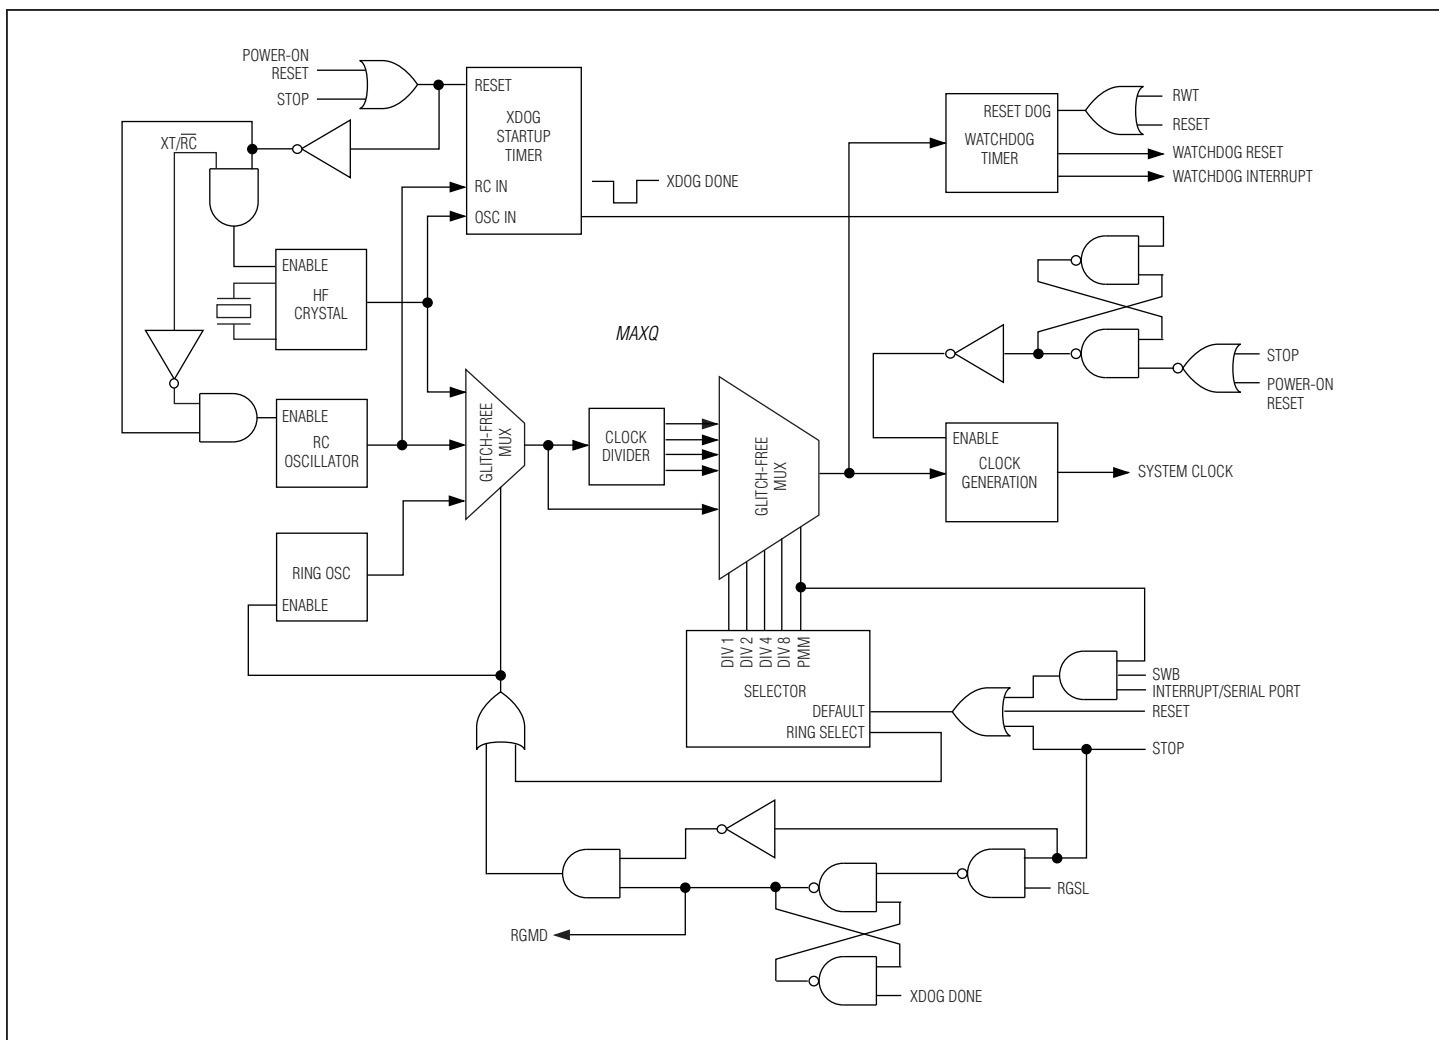 POWER-ON
RESET
STOP
RESET
XDOG
STARTUP
TIMER
RC IN
OSC IN
XDOG DONE
RESET DOG
WATCHDOG
TIMER
RWT
RESET
WATCHDOG RESET
WATCHDOG INTERRUPT
XT/R̅C̅
ENABLE
HF
CRYSTAL
MAXQ
STOP
POWER-ON
RESET
ENABLE
RC
OSCILLATOR
GLITCH-FREE
MUX
CLOCK
DIVIDER
GLITCH-FREE
MUX
ENABLE
CLOCK
GENERATION
SYSTEM CLOCK
RING OSC
ENABLE
DIV 1
DIV 2
DIV 4
DIV 8
PMM
SELECTOR
DEFAULT
RING SELECT
SWB
INTERRUPT/SERIAL PORT
RESET
STOP
RGSL
RGMD
XDOG DONE